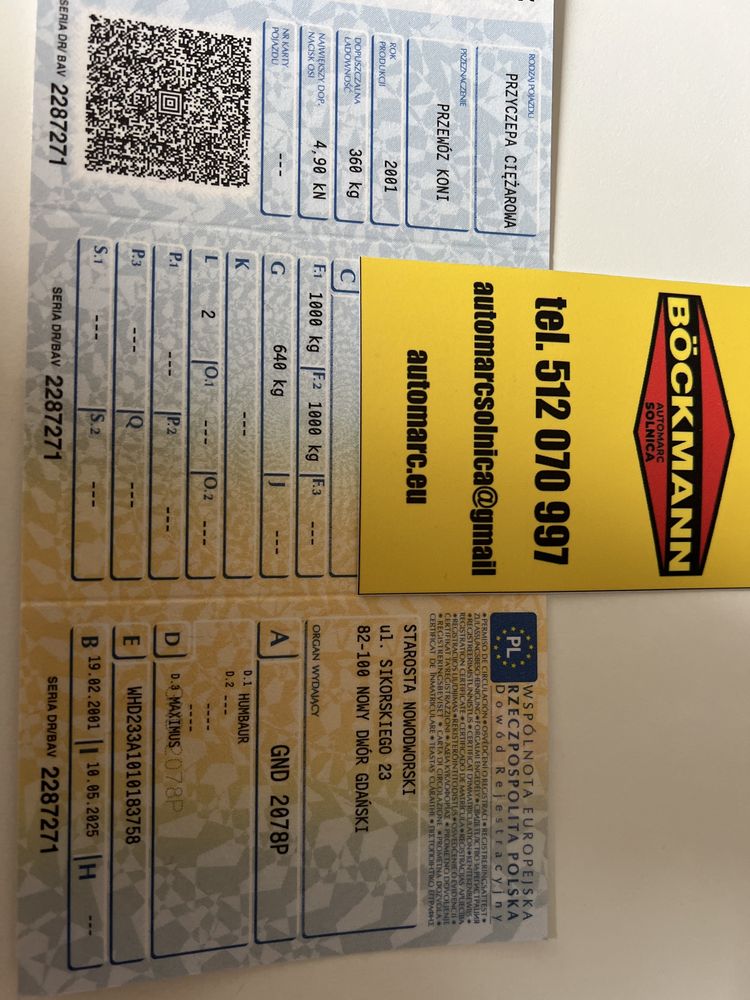 RODZAJ POJAZDU
PRZYCZEPA CIĘŻAROWA
PRZEZNACZENIE
PRZEWÓZ KONI
ROK PRODUKCJI
2001
DOPUSZCZALNA ŁADOWNOŚĆ
360 kg
NAJWIĘKSZY DOP. NACISK OSI
4,90 kN
NR KARTY POJAZDU
---
SERIA DR/BAV 2287271
C
F.1 1000 kg F.2 1000 kg F.3 ---
G 640 kg J ---
K ---
L 2 O.1 --- O.2 ---
P.1 --- P.2 ---
P.3 --- Q ---
S.1 --- S.2 ---
SERIA DR/BAV 2287271
BÖCKMANN
AUTOMARC
SOLNICA
tel. 512 070 997
automarcsolnica@gmail
automarc.eu
PL
WSPÓLNOTA EUROPEJSKA
RZECZPOSPOLITA POLSKA
Dowód Rejestracyjny
STAROSTA NOWODWORSKI
ul. SIKORSKIEGO 23
82-100 NOWY DWÓR GDAŃSKI
ORGAN WYDAJĄCY
A GND 2078P
D.1 HUMBAUR
D.2 ---
----
----
D D.3 MAXIMUS
E WHD233A1010183758
B 19.02.2001 I 10.05.2025 H ---
SERIA DR/BAV 2287271